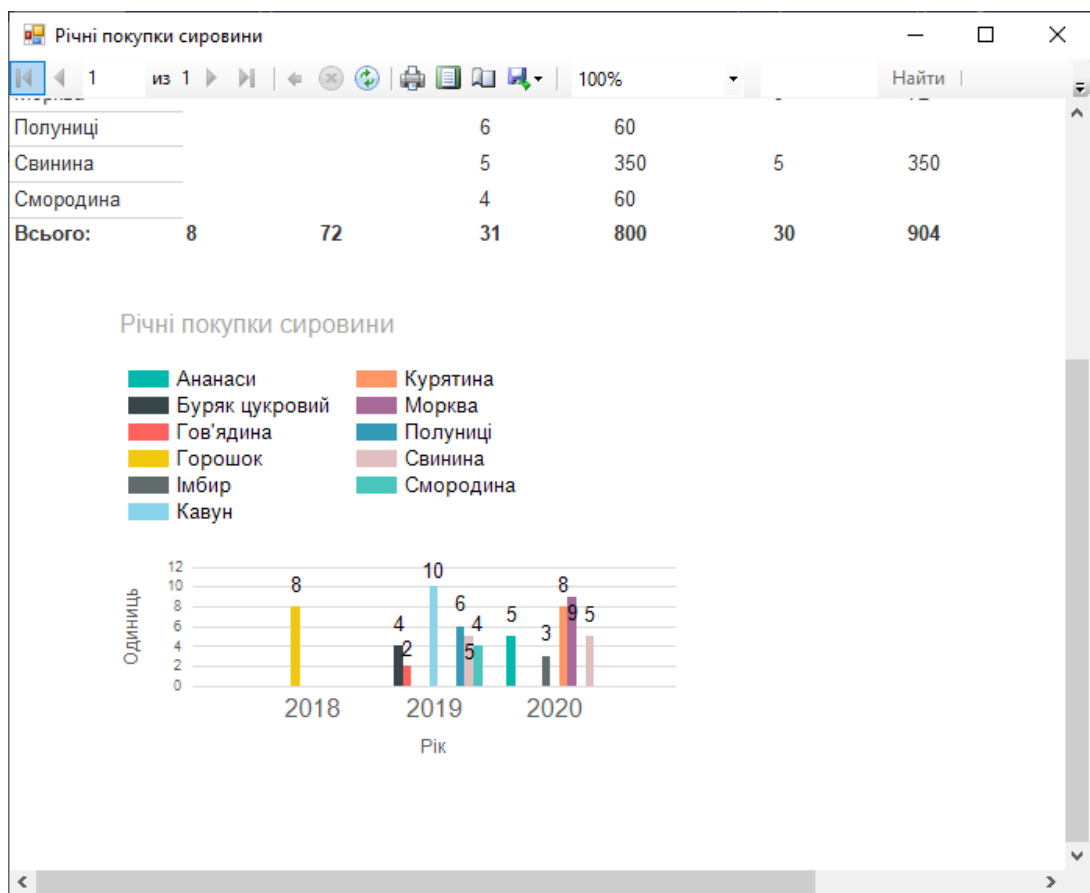 Річні покупки сировини
1 из 1 100% Найти
Полуниці 6 60
Свинина 5 350 5 350
Смородина 4 60
Всього: 8 72 31 800 30 904
Річні покупки сировини
Ананаси Курятина
Буряк цукровий Морква
Гов'ядина Полуниці
Горошок Свинина
Імбир Смородина
Кавун
Одиниць
12
10
8
6
4
2
0
8
4
2
10
6
5
4
5
3
8
9
5
2018 2019 2020
Рік